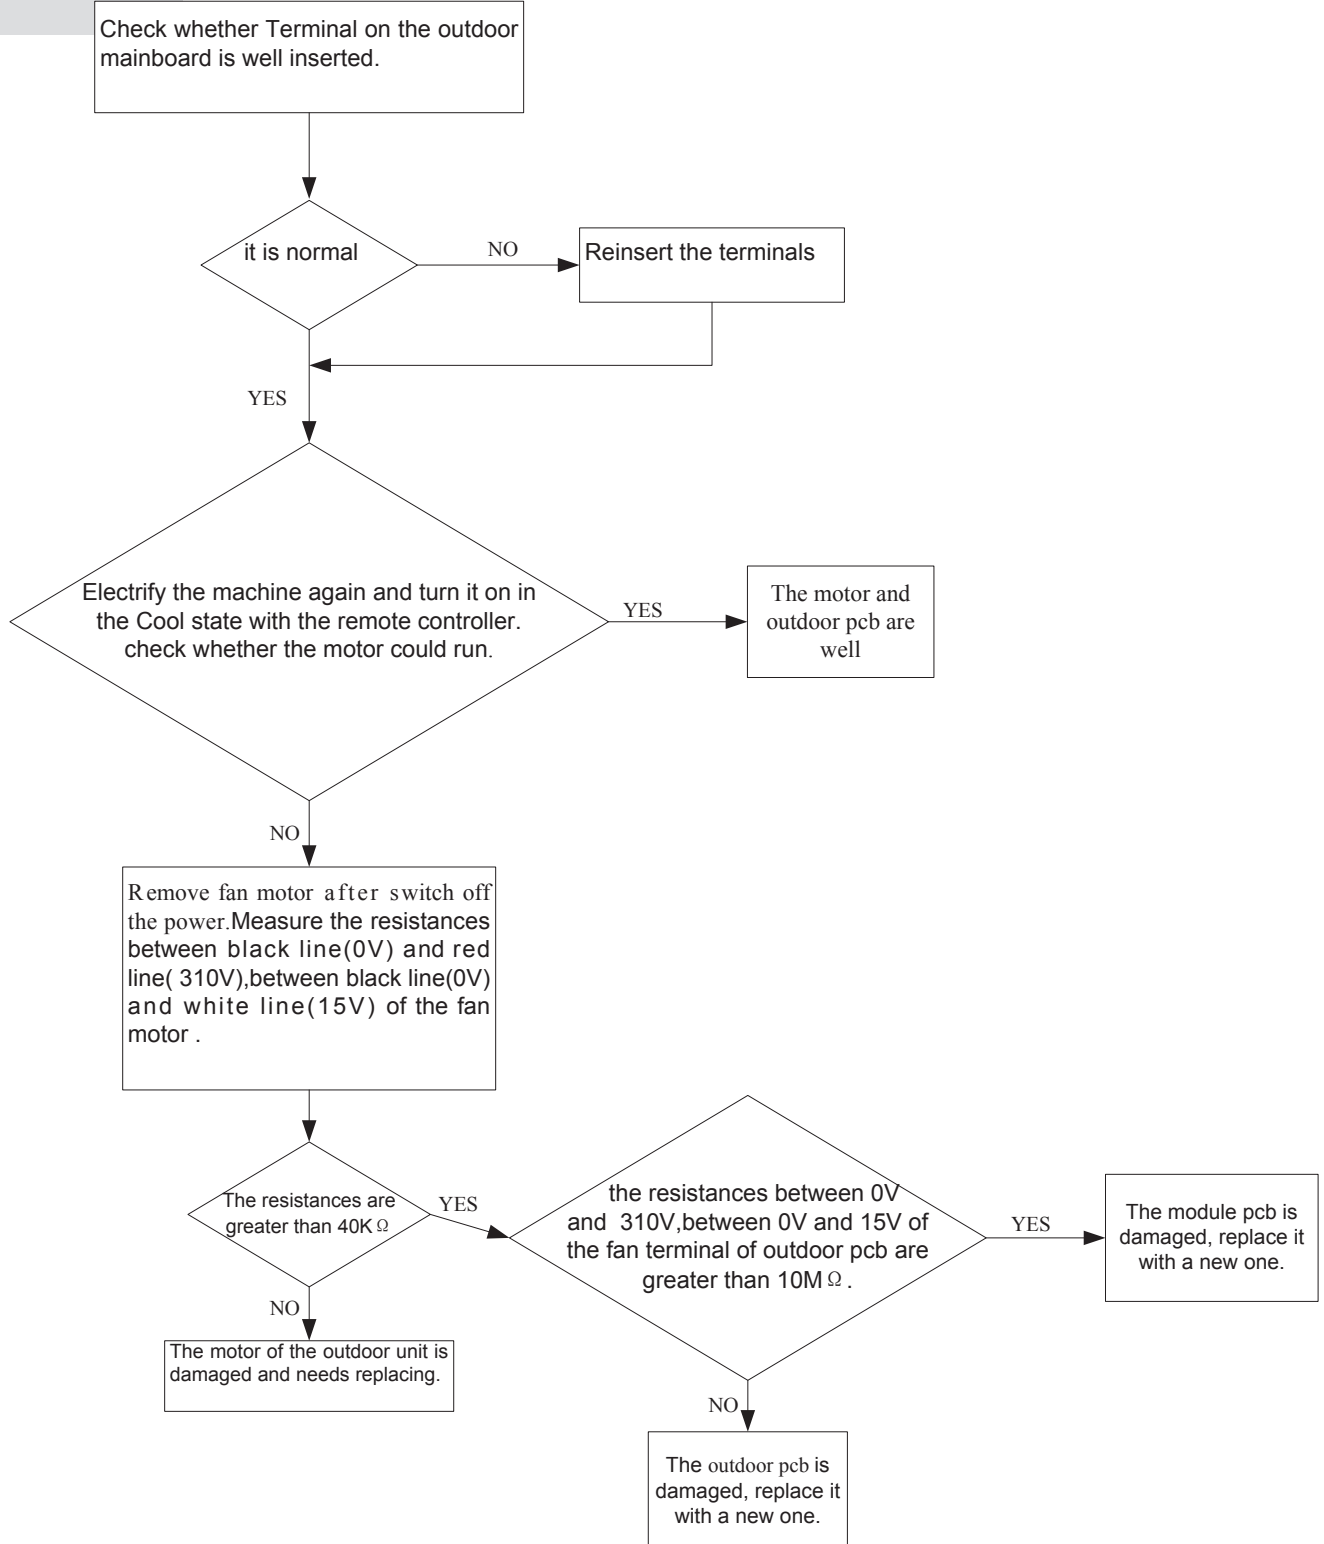 Check whether Terminal on the outdoor
mainboard is well inserted.
it is normal
NO
Reinsert the terminals
YES
Electrify the machine again and turn it on in
the Cool state with the remote controller.
check whether the motor could run.
YES
The motor and
outdoor pcb are
well
NO
Remove fan motor after switch off
the power.Measure the resistances
between black line(0V) and red
line( 310V),between black line(0V)
and white line(15V) of the fan
motor .
The resistances are
greater than 40KΩ
YES
the resistances between 0V
and 310V,between 0V and 15V of
the fan terminal of outdoor pcb are
greater than 10MΩ.
YES
The module pcb is
damaged, replace it
with a new one.
NO
The motor of the outdoor unit is
damaged and needs replacing.
NO
The outdoor pcb is
damaged, replace it
with a new one.